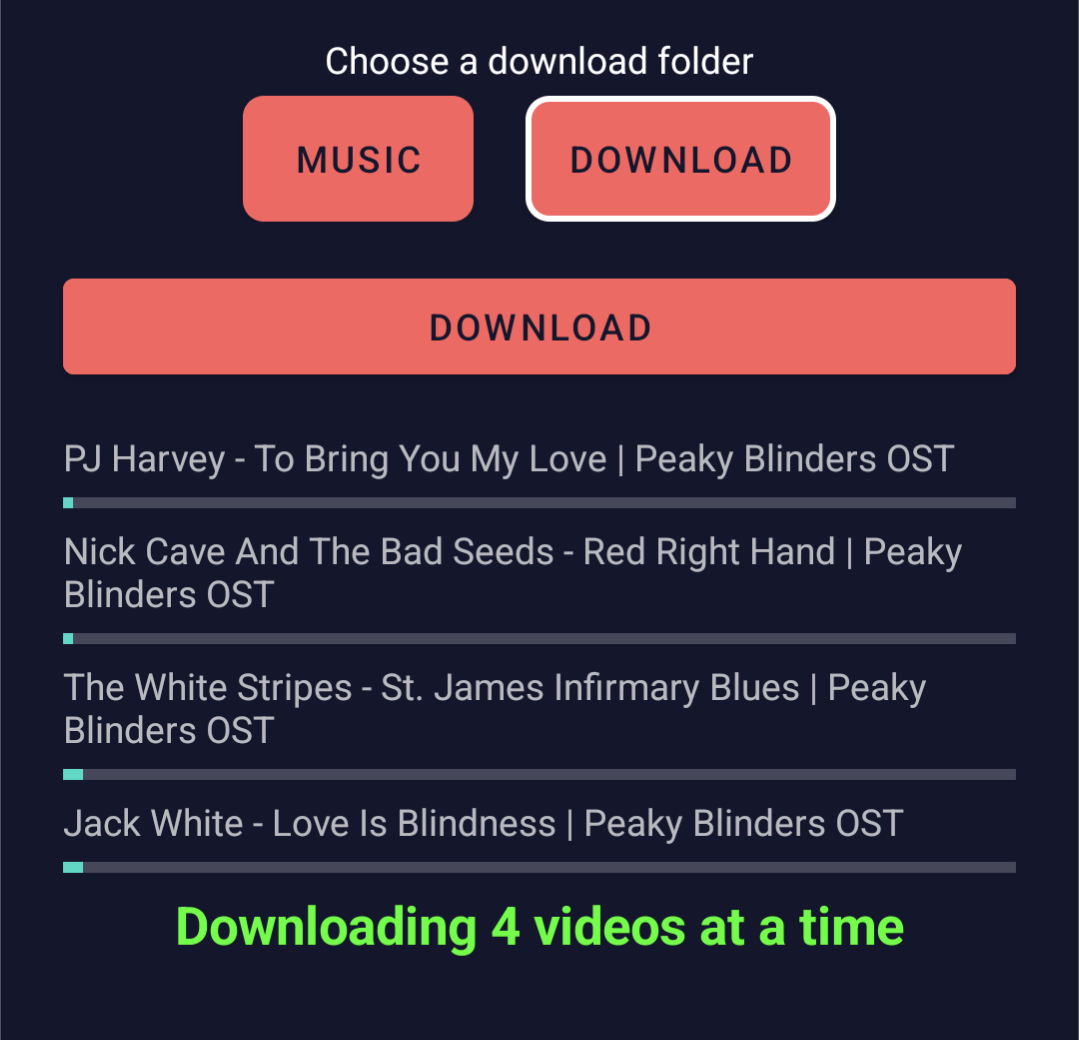 Choose a download folder
MUSIC DOWNLOAD
DOWNLOAD
PJ Harvey - To Bring You My Love | Peaky Blinders OST
Nick Cave And The Bad Seeds - Red Right Hand | Peaky
Blinders OST
The White Stripes - St. James Infirmary Blues | Peaky
Blinders OST
Jack White - Love Is Blindness | Peaky Blinders OST
Downloading 4 videos at a time